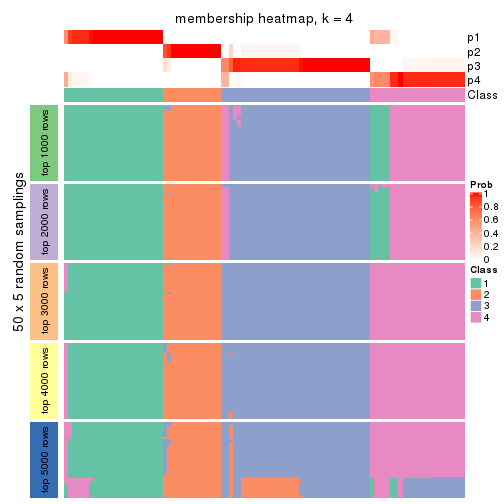 membership heatmap, k = 4
p1
p2
p3
p4
Class
50 x 5 random samplings
top 1000 rows
top 2000 rows
top 3000 rows
top 4000 rows
top 5000 rows
Prob
1
0.8
0.6
0.4
0.2
0
Class
1
2
3
4